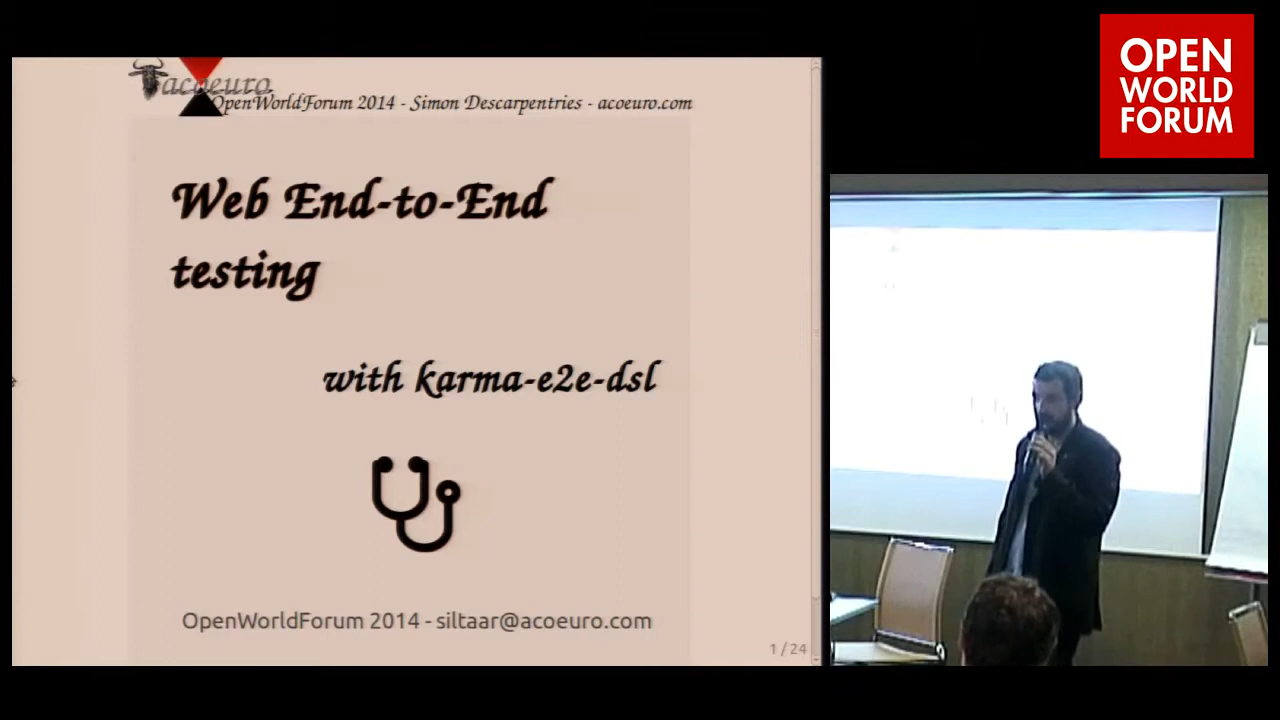 acoeuro
OpenWorldForum 2014 - Simon Descarpentries - acoeuro.com
Web End-to-End
testing
with karma-e2e-dsl
OpenWorldForum 2014 - siltaar@acoeuro.com
1 / 24
OPEN
WORLD
FORUM